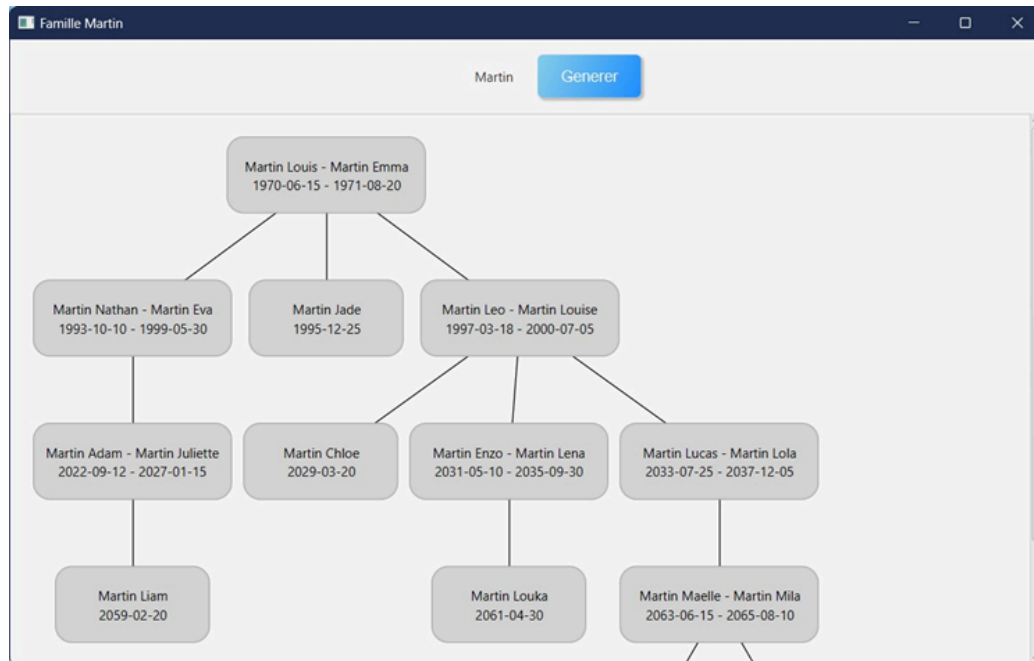 Famille Martin
Martin
Generer
Martin Louis - Martin Emma
1970-06-15 - 1971-08-20
Martin Nathan - Martin Eva
1993-10-10 - 1999-05-30
Martin Jade
1995-12-25
Martin Leo - Martin Louise
1997-03-18 - 2000-07-05
Martin Adam - Martin Juliette
2022-09-12 - 2027-01-15
Martin Chloe
2029-03-20
Martin Enzo - Martin Lena
2031-05-10 - 2035-09-30
Martin Lucas - Martin Lola
2033-07-25 - 2037-12-05
Martin Liam
2059-02-20
Martin Louka
2061-04-30
Martin Maelle - Martin Mila
2063-06-15 - 2065-08-10